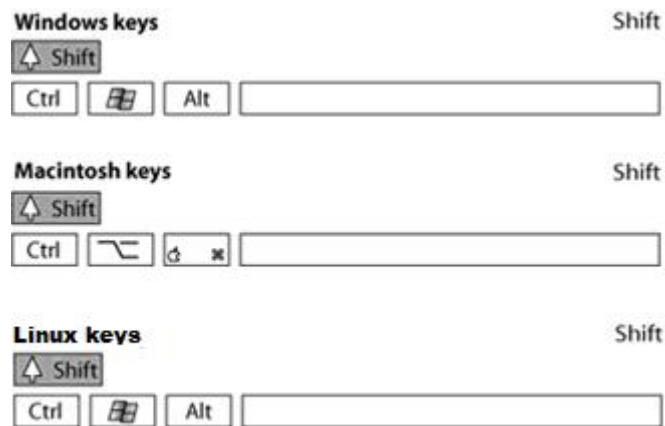 Windows keys Shift
Shift
Ctrl Alt
Macintosh keys Shift
Shift
Ctrl ⌥ ⌘
Linux keys Shift
Shift
Ctrl Alt